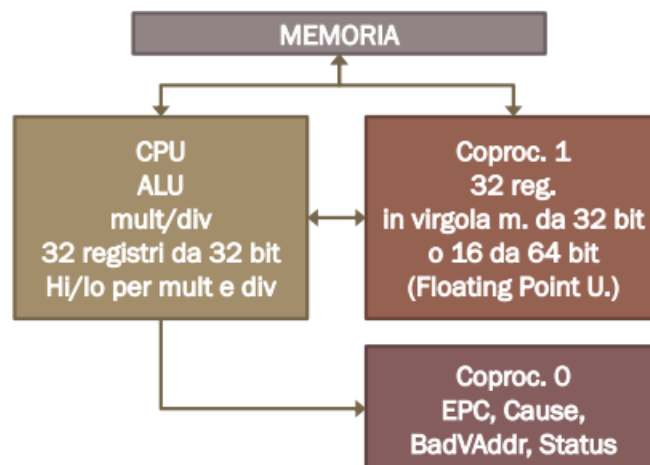 MEMORIA
CPU
ALU
mult/div
32 registri da 32 bit
Hi/lo per mult e div
Coproc. 1
32 reg.
in virgola m. da 32 bit
o 16 da 64 bit
(Floating Point U.)
Coproc. 0
EPC, Cause,
BadVAddr, Status